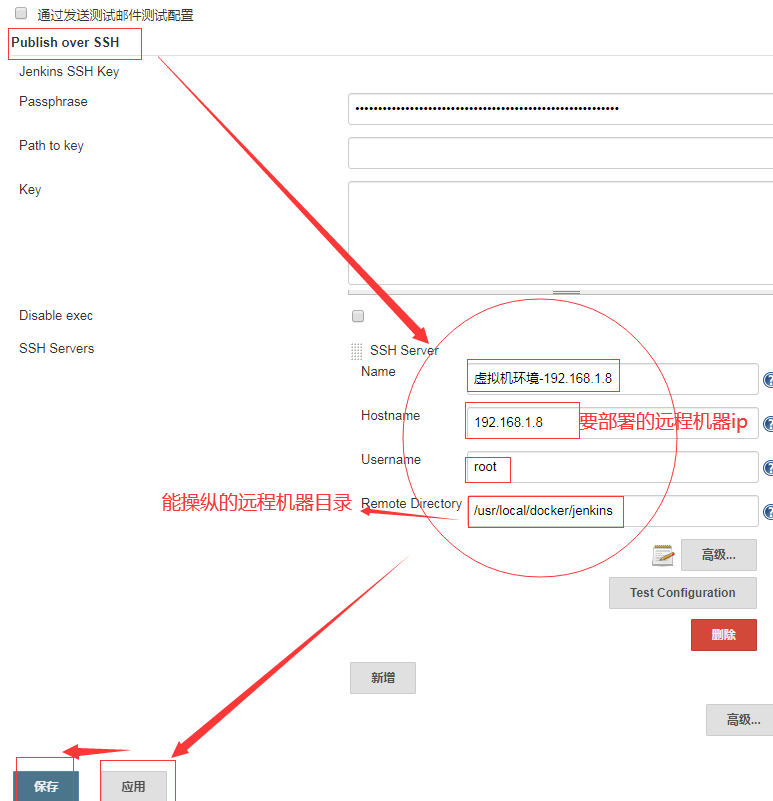 通过发送测试邮件测试配置
Publish over SSH
Jenkins SSH Key
Passphrase
Path to key
Key
Disable exec
SSH Servers
SSH Server
Name
虚拟机环境-192.168.1.8
Hostname
192.168.1.8
要部署的远程机器ip
Username
root
能操纵的远程机器目录
Remote Directory
/usr/local/docker/jenkins
高级...
Test Configuration
删除
新增
高级...
保存
应用